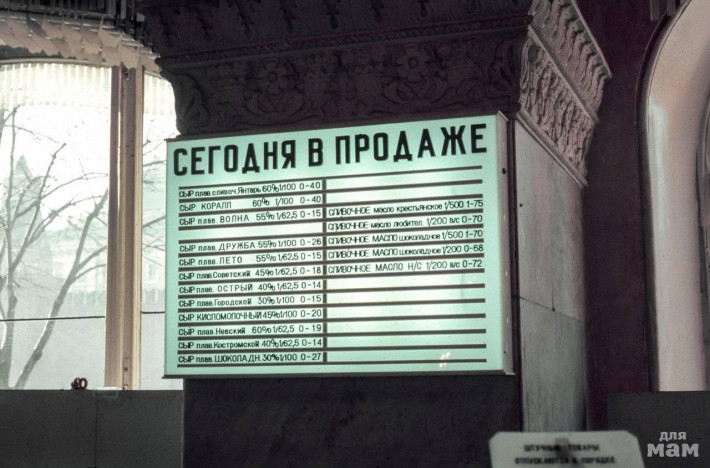 СЕГОДНЯ В ПРОДАЖЕ
СЫР плав. сливоч. Янтарь 60% 1/100 0-40
СЫР КОРАЛЛ 60% 1/100 0-40
СЫР плав. ВОЛНА 55% 1/62,5 0-15
СЫР плав. ДРУЖБА 55% 1/100 0-26
СЫР плав. ЛЕТО 55% 1/62,5 0-15
СЫР плав. Советский 45% 1/62,5 0-18
СЫР плав. ОСТРЫЙ 40% 1/62,5 0-14
СЫР плав. Городской 30% 1/100 0-15
СЫР КИСЛОМОЛОЧНЫЙ 45% 1/100 0-20
СЫР плав. Невский 60% 1/62,5 0-19
СЫР плав. Костромской 40% 1/62,5 0-14
СЫР плав. ШОКОЛАДН. 30% 1/100 0-27
СЛИВОЧНОЕ масло крестьянское 1/500 1-75
СЛИВОЧНОЕ масло любител. 1/200 в/с 0-70
СЛИВОЧНОЕ МАСЛО шоколадное 1/500 1-70
СЛИВОЧНОЕ МАСЛО шоколадное 1/200 0-68
СЛИВОЧНОЕ МАСЛО Н/С 1/200 в/с 0-72
ШТУЧНЫЕ ТОВАРЫ
ОТПУСКАЮТСЯ В ПОРЯДКЕ
для
мам